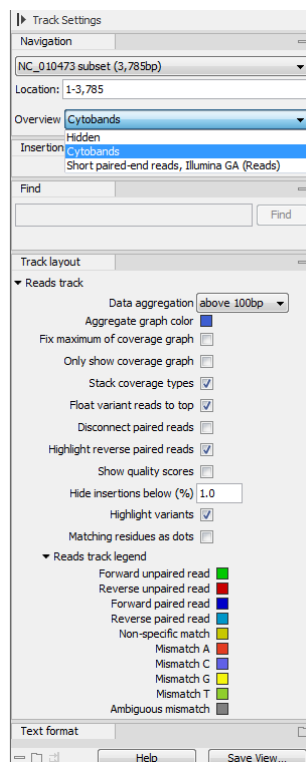 Track Settings
Navigation
NC_010473 subset (3,785bp)
Location: 1-3,785
Overview Cytobands
Hidden
Insertion Cytobands
Short paired-end reads, Illumina GA (Reads)
Find
Find
Track layout
Reads track
Data aggregation above 100bp
Aggregate graph color
Fix maximum of coverage graph
Only show coverage graph
Stack coverage types
Float variant reads to top
Disconnect paired reads
Highlight reverse paired reads
Show quality scores
Hide insertions below (%) 1.0
Highlight variants
Matching residues as dots
Reads track legend
Forward unpaired read
Reverse unpaired read
Forward paired read
Reverse paired read
Non-specific match
Mismatch A
Mismatch C
Mismatch G
Mismatch T
Ambiguous mismatch
Text format
Help Save View...